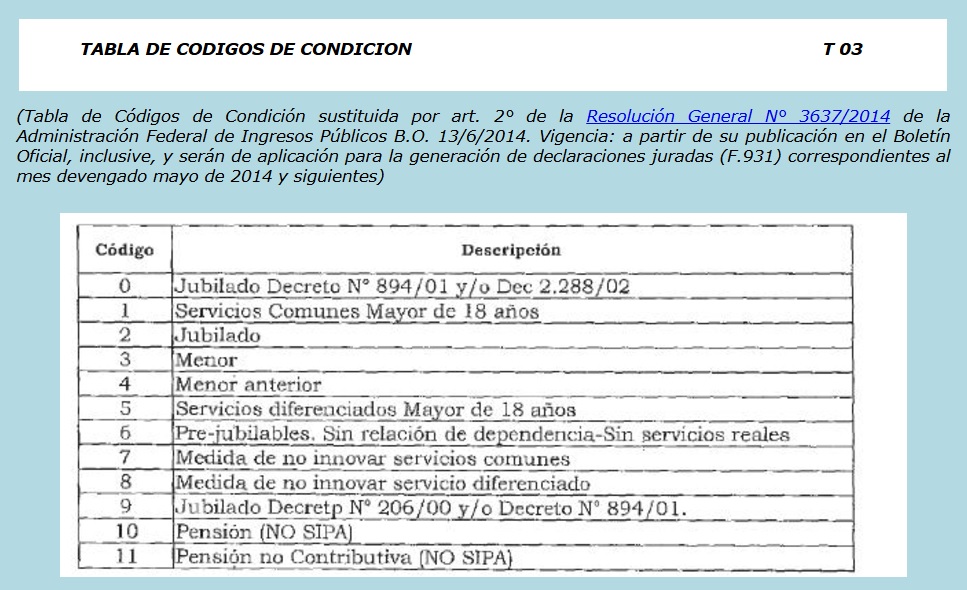 TABLA DE CODIGOS DE CONDICION T 03
(Tabla de Códigos de Condición sustituida por art. 2° de la Resolución General N° 3637/2014 de la
Administración Federal de Ingresos Públicos B.O. 13/6/2014. Vigencia: a partir de su publicación en el Boletín
Oficial, inclusive, y serán de aplicación para la generación de declaraciones juradas (F.931) correspondientes al
mes devengado mayo de 2014 y siguientes)
Código Descripción
0 Jubilado Decreto N° 894/01 y/o Dec 2.288/02
1 Servicios Comunes Mayor de 18 años
2 Jubilado
3 Menor
4 Menor anterior
5 Servicios diferenciados Mayor de 18 años
6 Pre-jubilables. Sin relación de dependencia-Sin servicios reales
7 Medida de no innovar servicios comunes
8 Medida de no innovar servicio diferenciado
9 Jubilado Decretp N° 206/00 y/o Decreto N° 894/01.
10 Pensión (NO SIPA)
11 Pensión no Contributiva (NO SIPA)